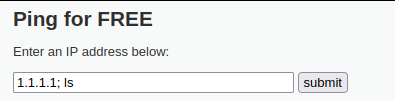 Ping for FREE
Enter an IP address below:
1.1.1.1; ls submit